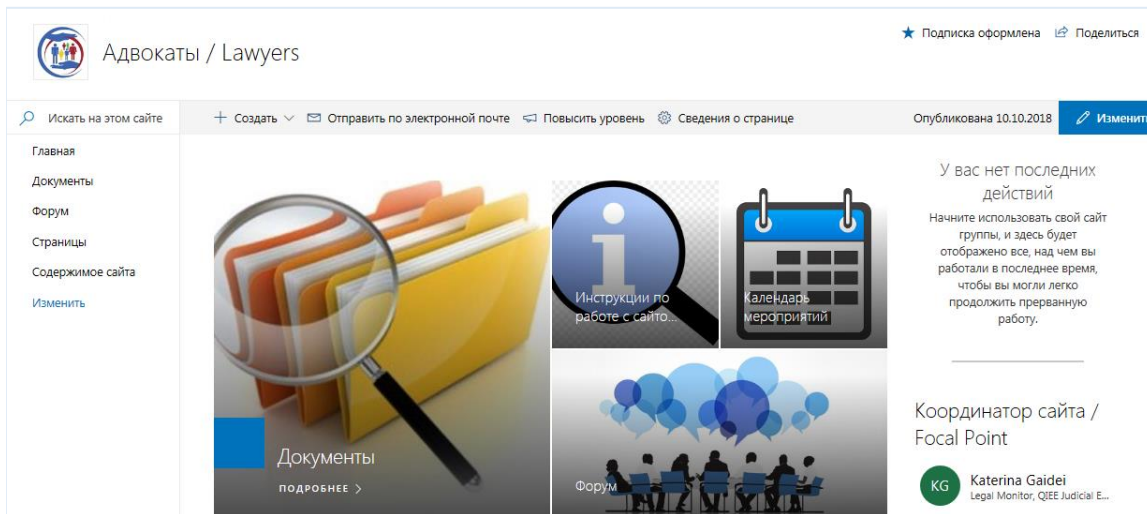 Адвокаты / Lawyers
Подписка оформлена
Поделиться
Искать на этом сайте
Создать
Отправить по электронной почте
Повысить уровень
Сведения о странице
Опубликована 10.10.2018
Изменить
Главная
Документы
Форум
Страницы
Содержимое сайта
Изменить
Документы
ПОДРОБНЕЕ >
Инструкции по
работе с сайто...
Календарь
мероприятий
Форум
У вас нет последних
действий
Начните использовать свой сайт
группы, и здесь будет
отображено все, над чем вы
работали в последнее время,
чтобы вы могли легко
продолжить прерванную
работу.
Координатор сайта /
Focal Point
KG
Katerina Gaidei
Legal Monitor, QIEE Judicial E...